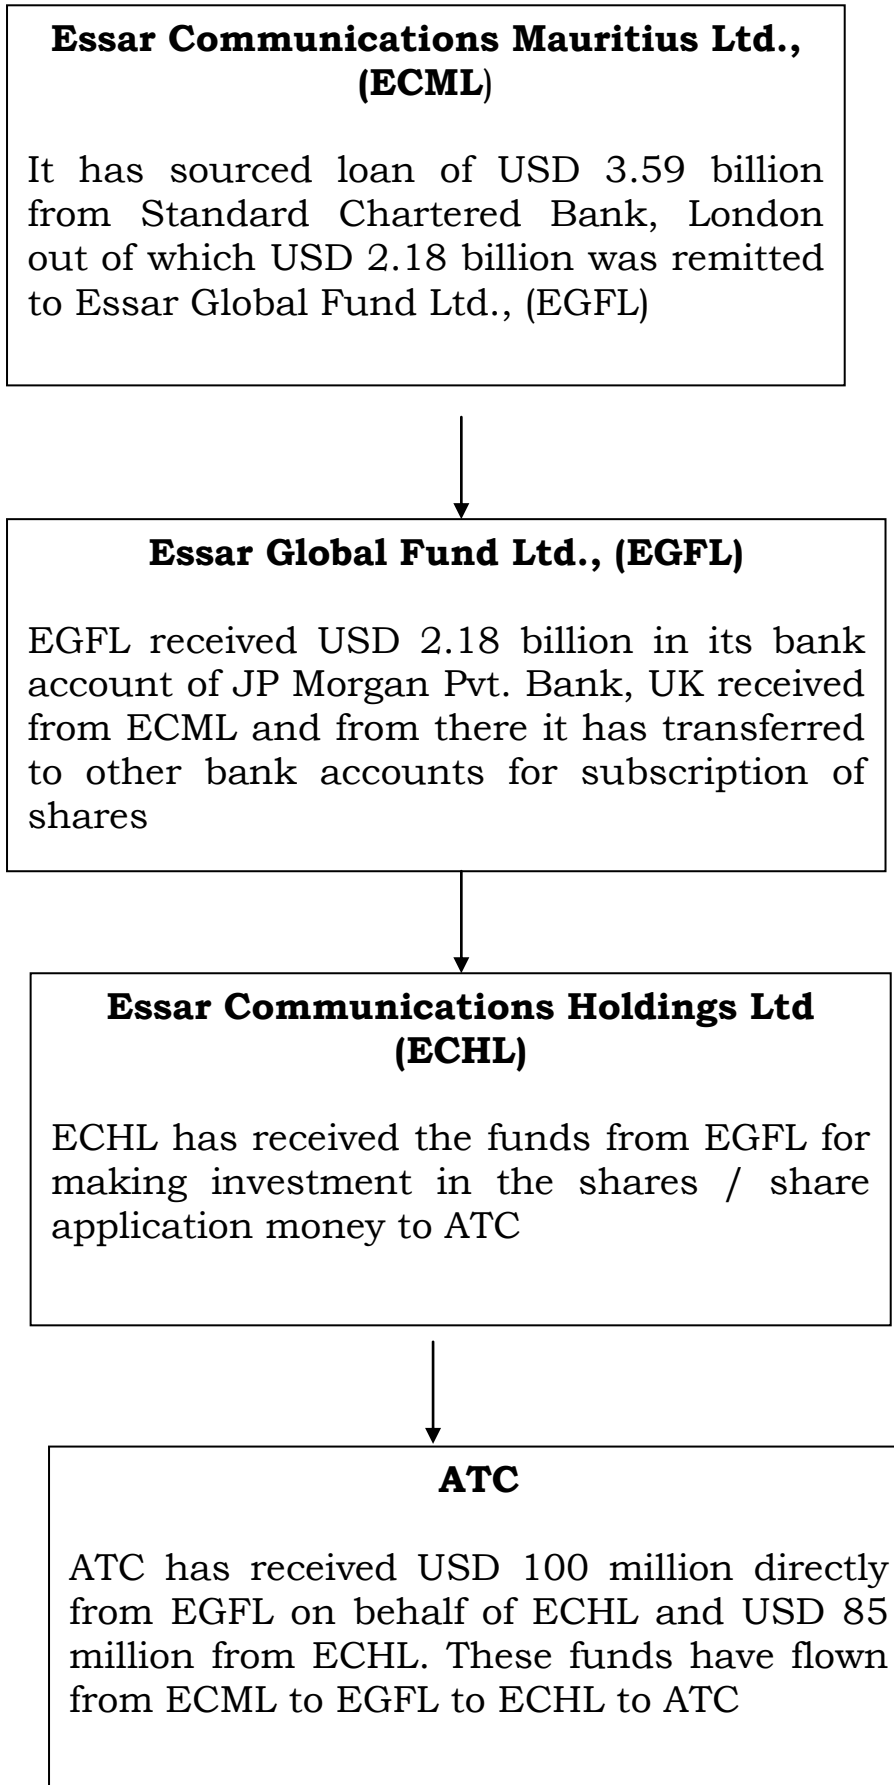 Essar Communications Mauritius Ltd.,
(ECML)
It has sourced loan of USD 3.59 billion
from Standard Chartered Bank, London
out of which USD 2.18 billion was remitted
to Essar Global Fund Ltd., (EGFL)
Essar Global Fund Ltd., (EGFL)
EGFL received USD 2.18 billion in its bank
account of JP Morgan Pvt. Bank, UK received
from ECML and from there it has transferred
to other bank accounts for subscription of
shares
Essar Communications Holdings Ltd
(ECHL)
ECHL has received the funds from EGFL for
making investment in the shares / share
application money to ATC
ATC
ATC has received USD 100 million directly
from EGFL on behalf of ECHL and USD 85
million from ECHL. These funds have flown
from ECML to EGFL to ECHL to ATC